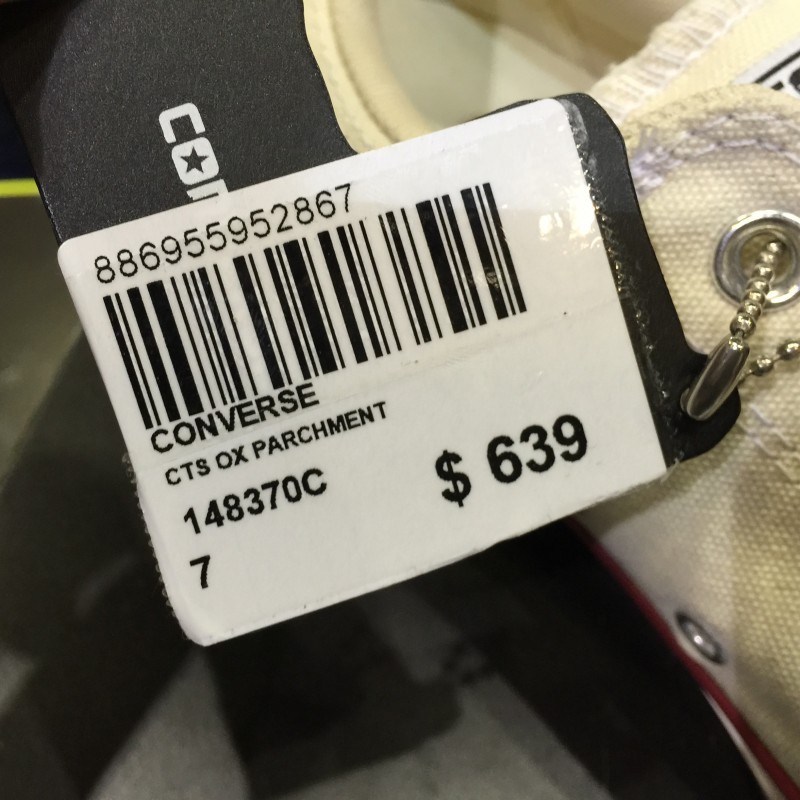 886955952867
CONVERSE
CTS OX PARCHMENT
148370C
$ 639
7